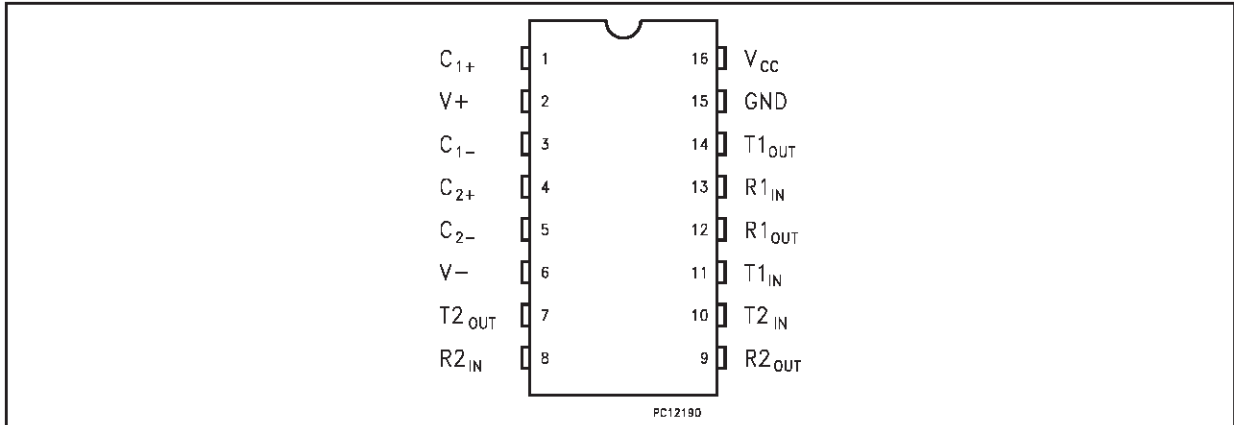 C1+ 1 16 VCC
V+ 2 15 GND
C1− 3 14 T1OUT
C2+ 4 13 R1IN
C2− 5 12 R1OUT
V− 6 11 T1IN
T2OUT 7 10 T2IN
R2IN 8 9 R2OUT
PC12190